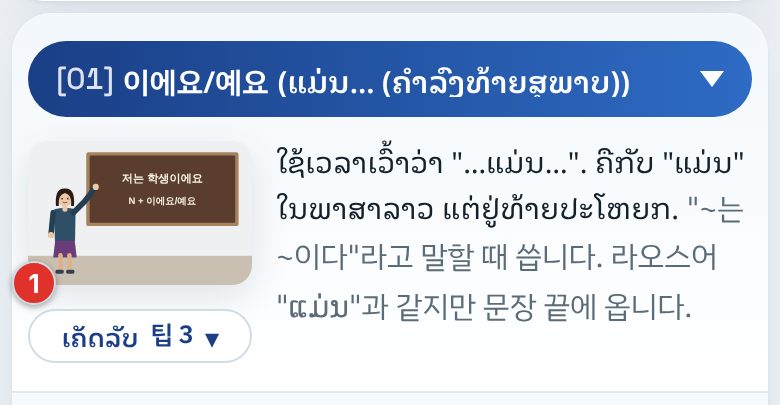 [01] 이에요/예요 (ແມ່ນ... (ຄຳລົງທ້າຍສຸພາບ))
저는 학생이에요
N + 이에요/예요
1
ເຄັດລັບ 팁 3 ▼
ໃຊ້ເວລາເວົ້າວ່າ "...ແມ່ນ...". ຄືກັບ "ແມ່ນ"
ໃນພາສາລາວ ແຕ່ຢູ່ທ້າຍປະໂຫຍກ. "~는
~이다"라고 말할 때 씁니다. 라오스어
"ແມ່ນ"과 같지만 문장 끝에 옵니다.